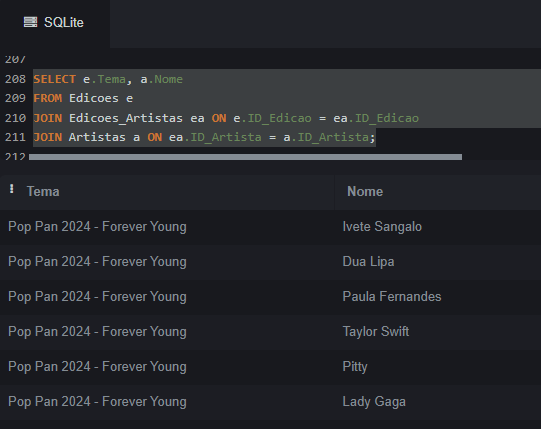 SQLite
207
208 SELECT e.Tema, a.Nome
209 FROM Edicoes e
210 JOIN Edicoes_Artistas ea ON e.ID_Edicao = ea.ID_Edicao
211 JOIN Artistas a ON ea.ID_Artista = a.ID_Artista;
212
Tema Nome
Pop Pan 2024 - Forever Young Ivete Sangalo
Pop Pan 2024 - Forever Young Dua Lipa
Pop Pan 2024 - Forever Young Paula Fernandes
Pop Pan 2024 - Forever Young Taylor Swift
Pop Pan 2024 - Forever Young Pitty
Pop Pan 2024 - Forever Young Lady Gaga